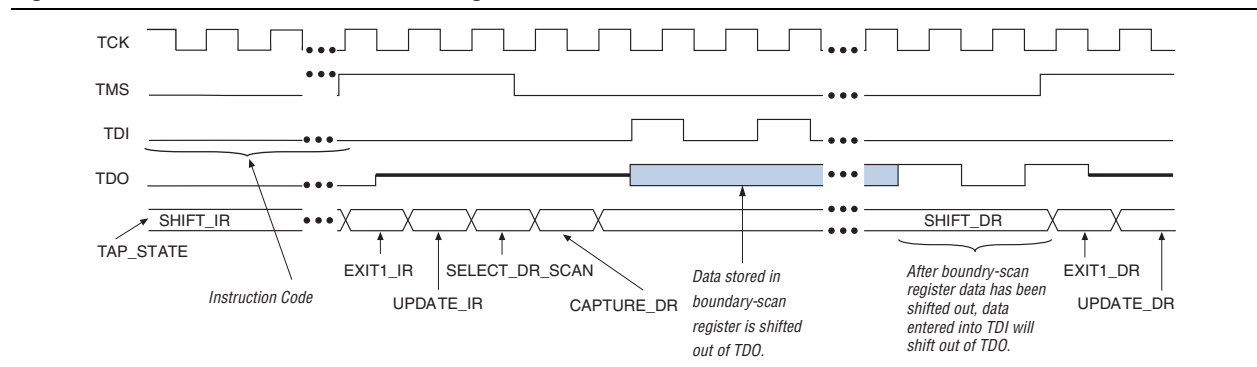 TCK
TMS
TDI
TDO
SHIFT_IR
SHIFT_DR
TAP_STATE
EXIT1_IR
SELECT_DR_SCAN
Instruction Code
UPDATE_IR
CAPTURE_DR
Data stored in
boundary-scan
register is shifted
out of TDO.
After boundry-scan
register data has been
shifted out, data
entered into TDI will
shift out of TDO.
EXIT1_DR
UPDATE_DR